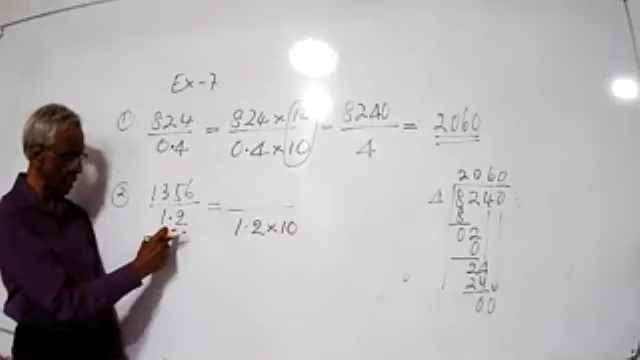 Ex-7
① 824/0.4 = 824×10/0.4×10 = 8240/4 = 2060
② 1356/1.2 = /1.2×10
2060
4 8240
8
02
0
24
24
00